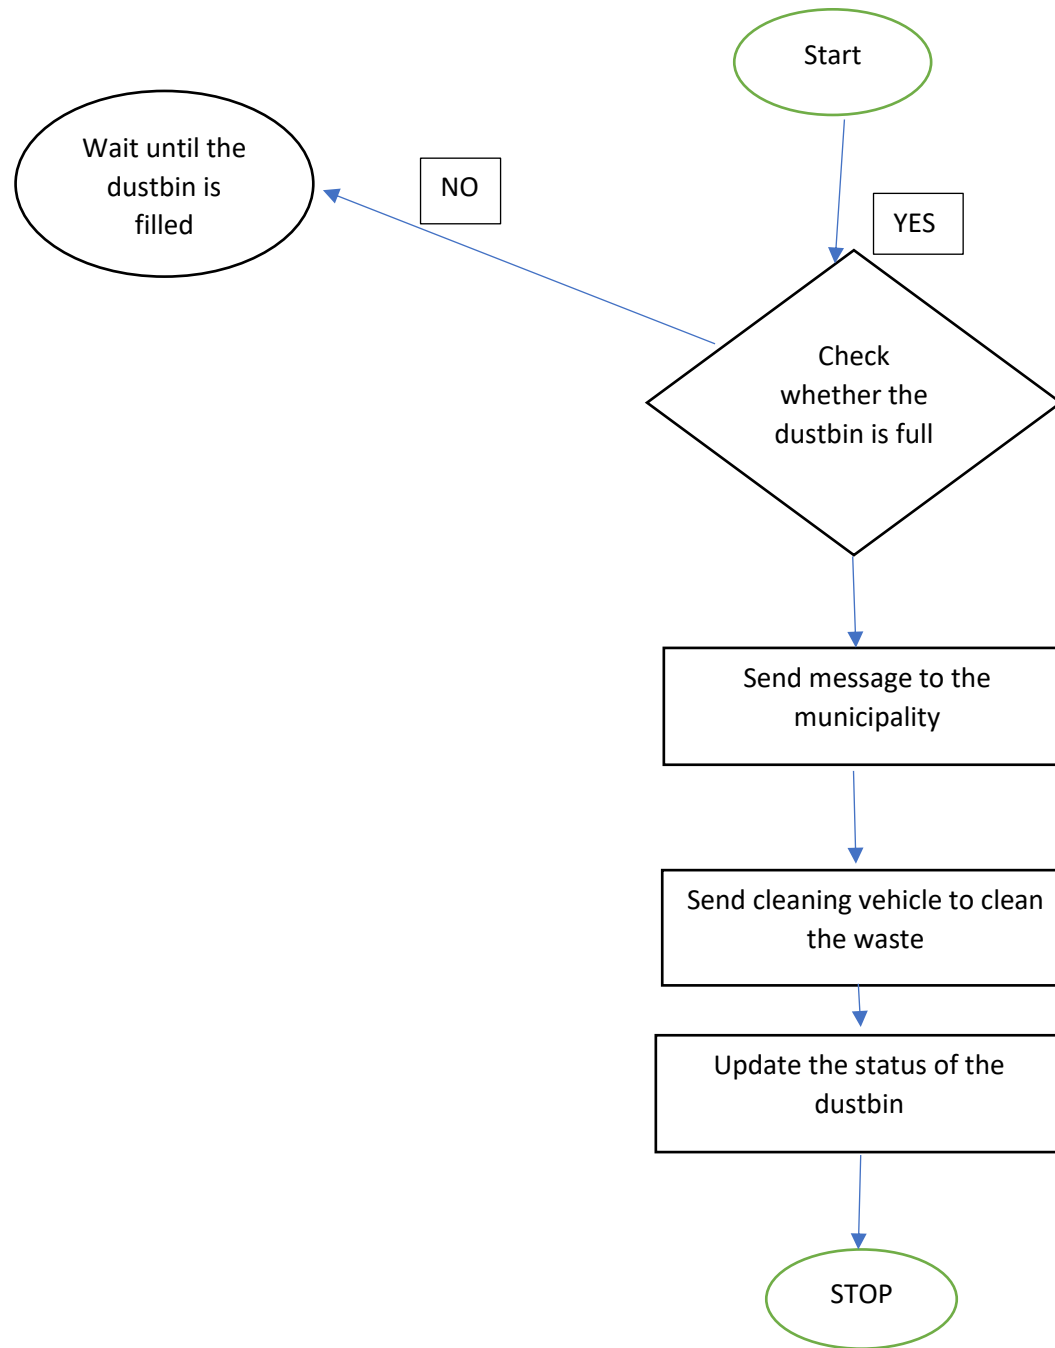 Start
Wait until the
dustbin is
filled
NO
YES
Check
whether the
dustbin is full
Send message to the
municipality
Send cleaning vehicle to clean
the waste
Update the status of the
dustbin
STOP